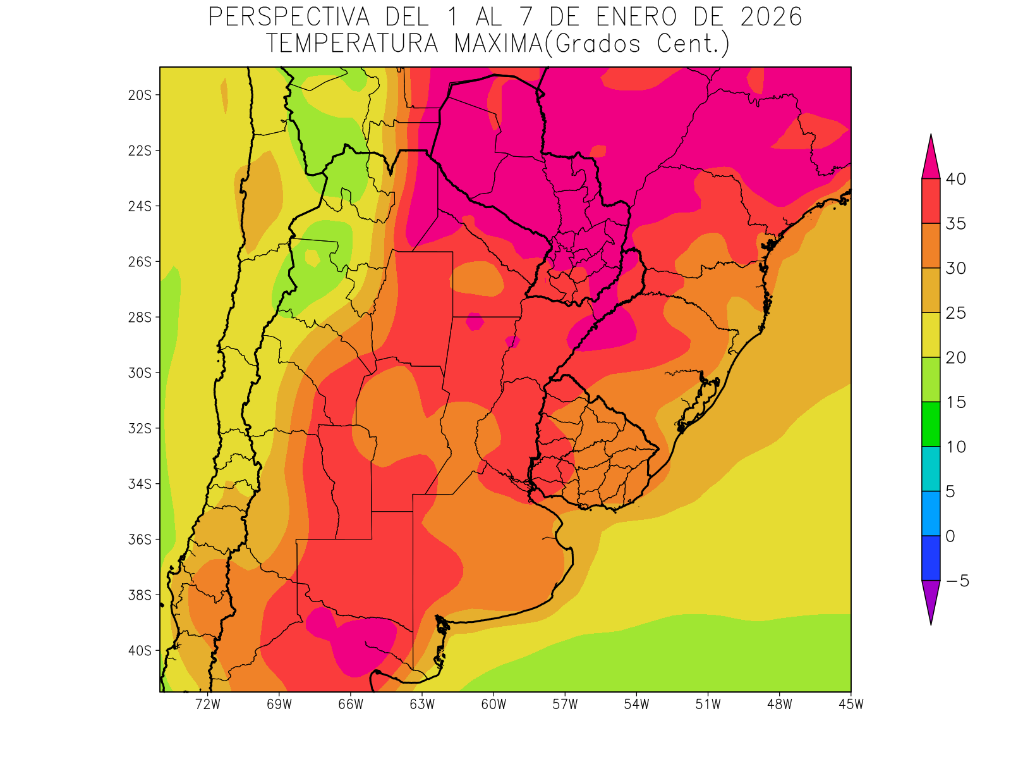 PERSPECTIVA DEL 1 AL 7 DE ENERO DE 2026
TEMPERATURA MAXIMA(Grados Cent.)
20S
22S
24S
26S
28S
30S
32S
34S
36S
38S
40S
72W 69W 66W 63W 60W 57W 54W 51W 48W 45W
40
35
30
25
20
15
10
5
0
−5